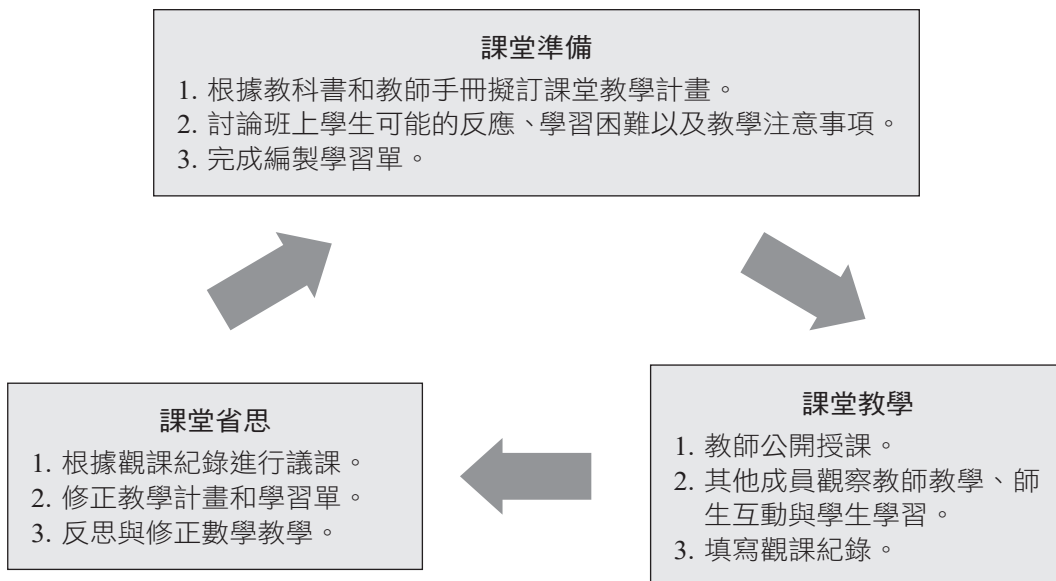 課堂準備
1. 根據教科書和教師手冊擬訂課堂教學計畫。
2. 討論班上學生可能的反應、學習困難以及教學注意事項。
3. 完成編製學習單。
課堂省思
1. 根據觀課紀錄進行議課。
2. 修正教學計畫和學習單。
3. 反思與修正數學教學。
課堂教學
1. 教師公開授課。
2. 其他成員觀察教師教學、師
生互動與學生學習。
3. 填寫觀課紀錄。